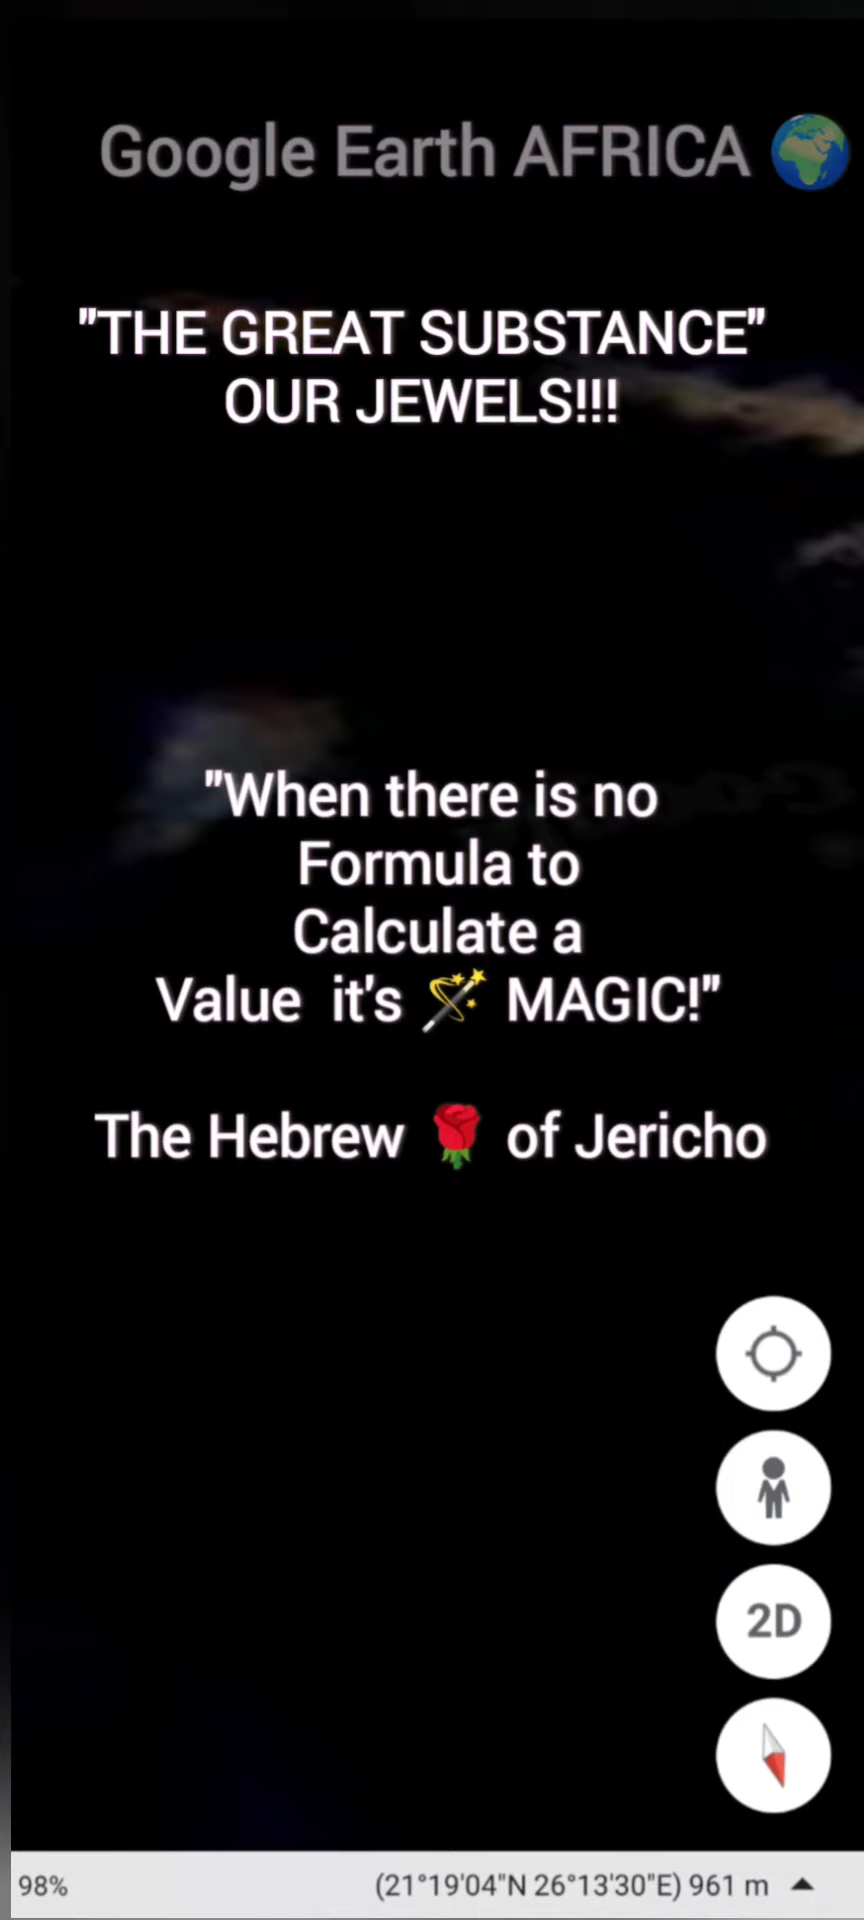 Google Earth AFRICA 🌍
"THE GREAT SUBSTANCE"
OUR JEWELS!!!
"When there is no
Formula to
Calculate a
Value it's 🪄 MAGIC!"
The Hebrew 🌹 of Jericho
2D
98% (21°19'04"N 26°13'30"E) 961 m